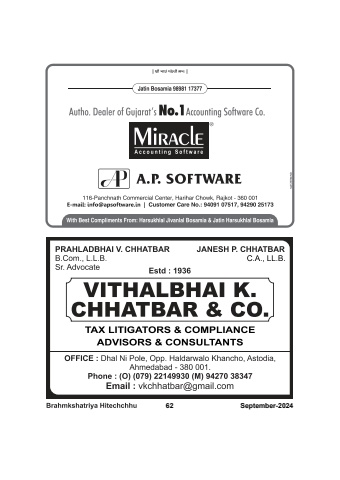 Jatin Bosamia 98981 17377
Autho. Dealer of Gujarat's No.1 Accounting Software Co.
MIRACLE®
Accounting Software
AP A.P. SOFTWARE
116-Panchnath Commercial Center, Harihar Chowk, Rajkot - 360 001
E-mail: info@apsoftware.in | Customer Care No.: 94091 07517, 94290 25173
With Best Compliments From: Harsukhlal Jivanlal Bosamia & Jatin Harsukhlal Bosamia
PRAHLADBHAI V. CHHATBAR
B.Com., L.L.B.
Sr. Advocate
JANESH P. CHHATBAR
C.A., LL.B.
Estd : 1936
VITHALBHAI K.
CHHATBAR & CO.
TAX LITIGATORS & COMPLIANCE
ADVISORS & CONSULTANTS
OFFICE : Dhal Ni Pole, Opp. Haldarwalo Khancho, Astodia,
Ahmedabad - 380 001.
Phone : (O) (079) 22149930 (M) 94270 38347
Email : vkchhatbar@gmail.com
Brahmkshatriya Hitechchhu 62 September-2024